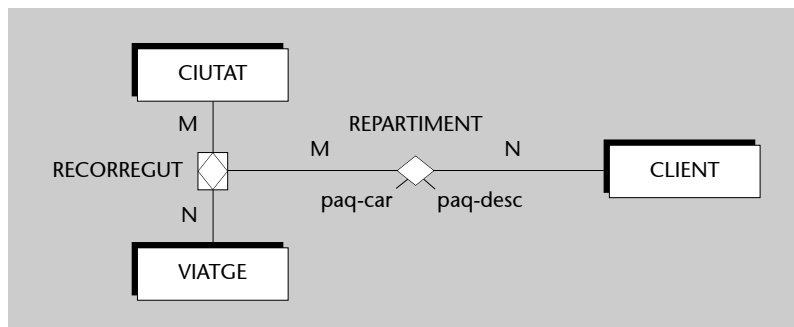 CIUTAT
M
REPARTIMENT
M
N
RECORREGUT
CLIENT
paq-car
paq-desc
N
VIATGE